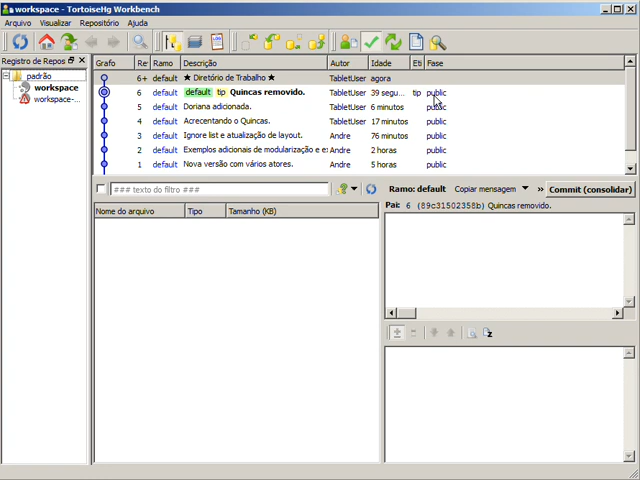 workspace - TortoiseHg Workbench
Arquivo Visualizar Repositório Ajuda
Registro de Repos
padrão
workspace
workspace-...
Grafo Re Ramo Descrição Autor Idade Eti Fase
6+ default ★ Diretório de Trabalho ★ TabletUser agora
6 default default tip Quincas removido. TabletUser 39 segu... tip public
5 default Doriana adicionada. TabletUser 6 minutos public
4 default Acrecentando o Quincas. TabletUser 17 minutos public
3 default Ignore list e atualização de layout. Andre 76 minutos public
2 default Exemplos adicionais de modularização e e Andre 2 horas public
1 default Nova versão com vários atores. Andre 5 horas public
### texto do filtro ###
Ramo: default Copiar mensagem » Commit (consolidar)
Nome do arquivo Tipo Tamanho (KB)
Pai: 6 (89c31502358b) Quincas removido.